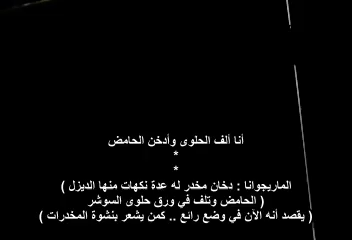 أنا ألف الحلوى وأدخن الحامض
*
*
الماريجوانا : دخان مخدر له عدة نكهات منها الديزل )
( الحامض وتلف في ورق حلوى السوشر
( يقصد أنه الآن في وضع رائع .. كمن يشعر بنشوة المخدرات )